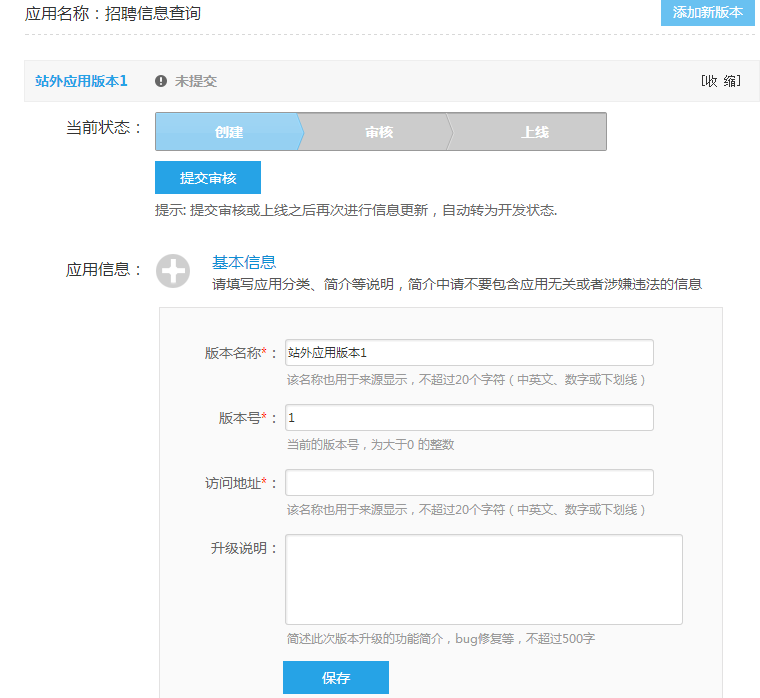 应用名称：招聘信息查询
添加新版本
站外应用版本1 未提交 [收 缩]
当前状态： 创建 审核 上线
提交审核
提示: 提交审核或上线之后再次进行信息更新，自动转为开发状态.
应用信息： 基本信息
请填写应用分类、简介等说明，简介中请不要包含应用无关或者涉嫌违法的信息
版本名称*： 站外应用版本1
该名称也用于来源显示，不超过20个字符（中英文、数字或下划线）
版本号*： 1
当前的版本号，为大于0 的整数
访问地址*：
该名称也用于来源显示，不超过20个字符（中英文、数字或下划线）
升级说明：
简述此次版本升级的功能简介，bug修复等，不超过500字
保存